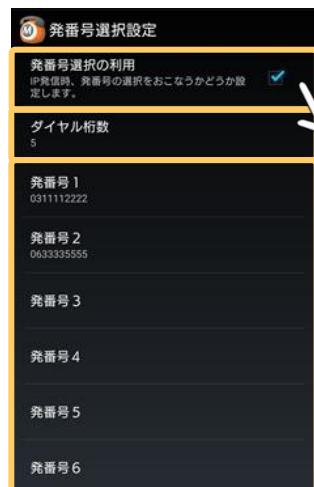 発番号選択設定
発番号選択の利用
IP発信時、発番号の選択をおこなうかどうか設
定します。
ダイヤル桁数
5
発番号1
0311112222
発番号2
0633335555
発番号3
発番号4
発番号5
発番号6